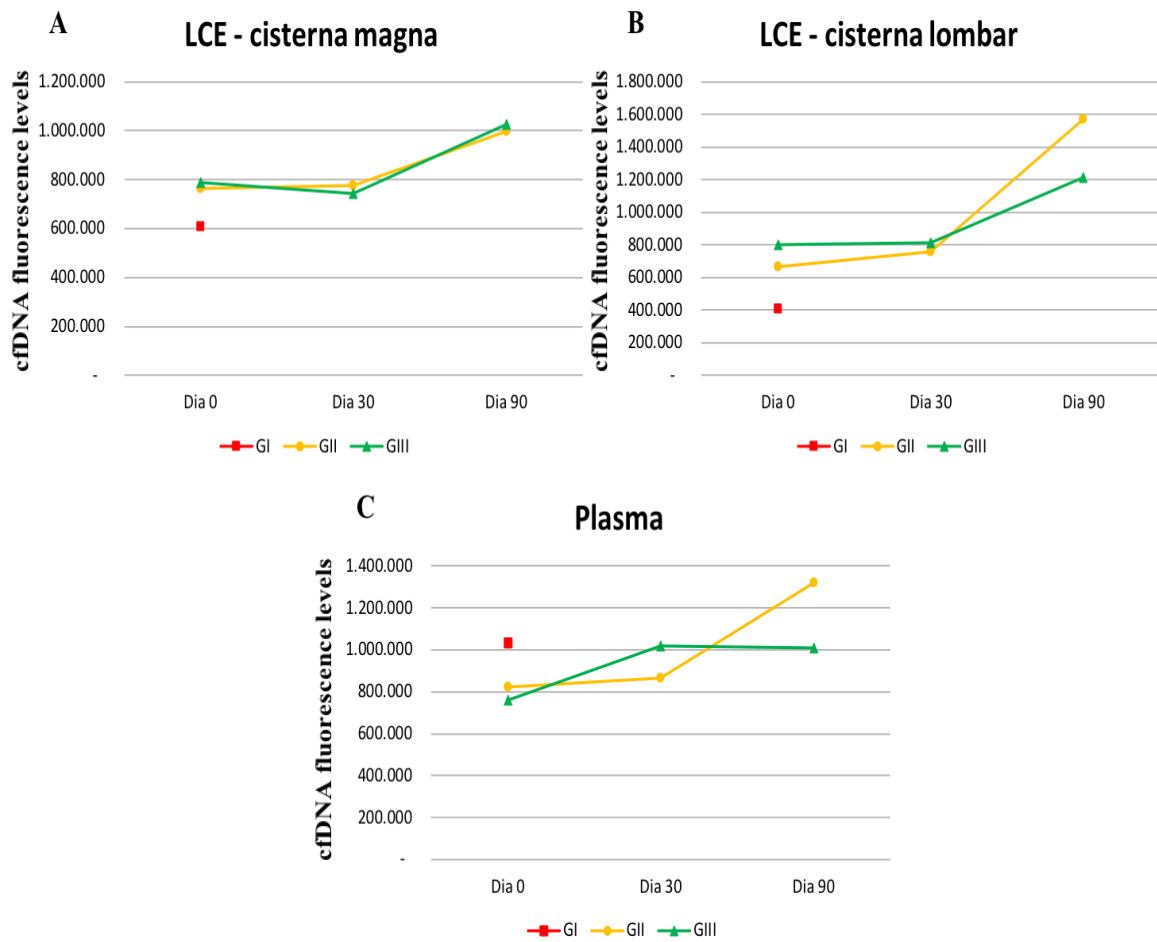 A
LCE - cisterna magna
cfDNA fluorescence levels
1.200.000
1.000.000
800.000
600.000
400.000
200.000
-
Dia 0 Dia 30 Dia 90
GI GII GIII
B
LCE - cisterna lombar
cfDNA fluorescence levels
1.800.000
1.600.000
1.400.000
1.200.000
1.000.000
800.000
600.000
400.000
200.000
-
Dia 0 Dia 30 Dia 90
GI GII GIII
C
Plasma
cfDNA fluorescence levels
1.400.000
1.200.000
1.000.000
800.000
600.000
400.000
200.000
-
Dia 0 Dia 30 Dia 90
GI GII GIII